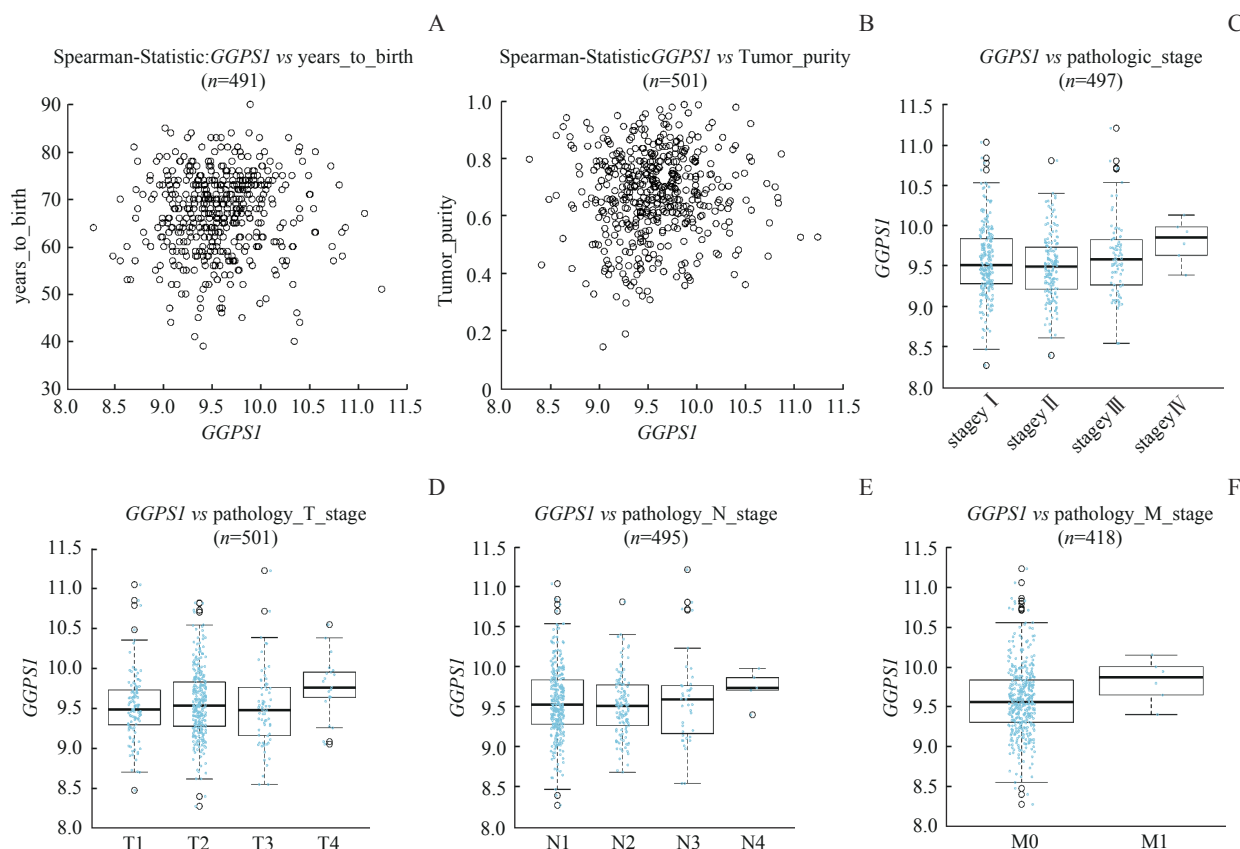 A
Spearman-Statistic:GGPS1 vs years_to_birth
(n=491)
90
80
70
60
50
40
30
years_to_birth
8.0 8.5 9.0 9.5 10.0 10.5 11.0 11.5
GGPS1
B
Spearman-StatisticGGPS1 vs Tumor_purity
(n=501)
1.0
0.8
0.6
0.4
0.2
0
Tumor_purity
8.0 8.5 9.0 9.5 10.0 10.5 11.0 11.5
GGPS1
C
GGPS1 vs pathologic_stage
(n=497)
11.5
11.0
10.5
10.0
9.5
9.0
8.5
8.0
GGPS1
stagey I stagey II stagey III stagey IV
D
GGPS1 vs pathology_T_stage
(n=501)
11.5
11.0
10.5
10.0
9.5
9.0
8.5
8.0
GGPS1
T1 T2 T3 T4
E
GGPS1 vs pathology_N_stage
(n=495)
11.5
11.0
10.5
10.0
9.5
9.0
8.5
8.0
GGPS1
N1 N2 N3 N4
F
GGPS1 vs pathology_M_stage
(n=418)
11.5
11.0
10.5
10.0
9.5
9.0
8.5
8.0
GGPS1
M0 M1